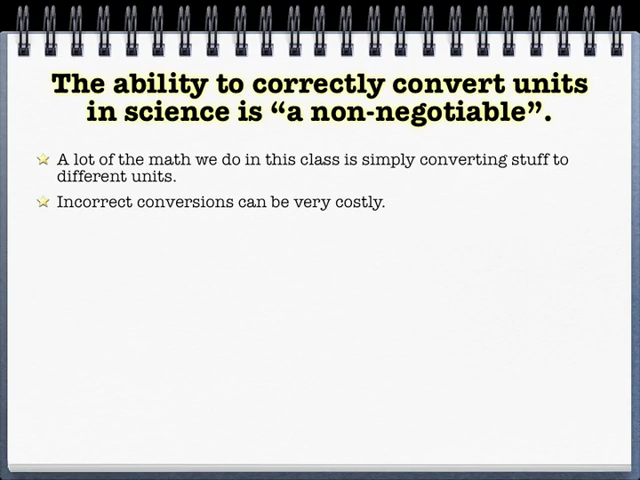 The ability to correctly convert units
in science is “a non-negotiable”.
A lot of the math we do in this class is simply converting stuff to
different units.
Incorrect conversions can be very costly.